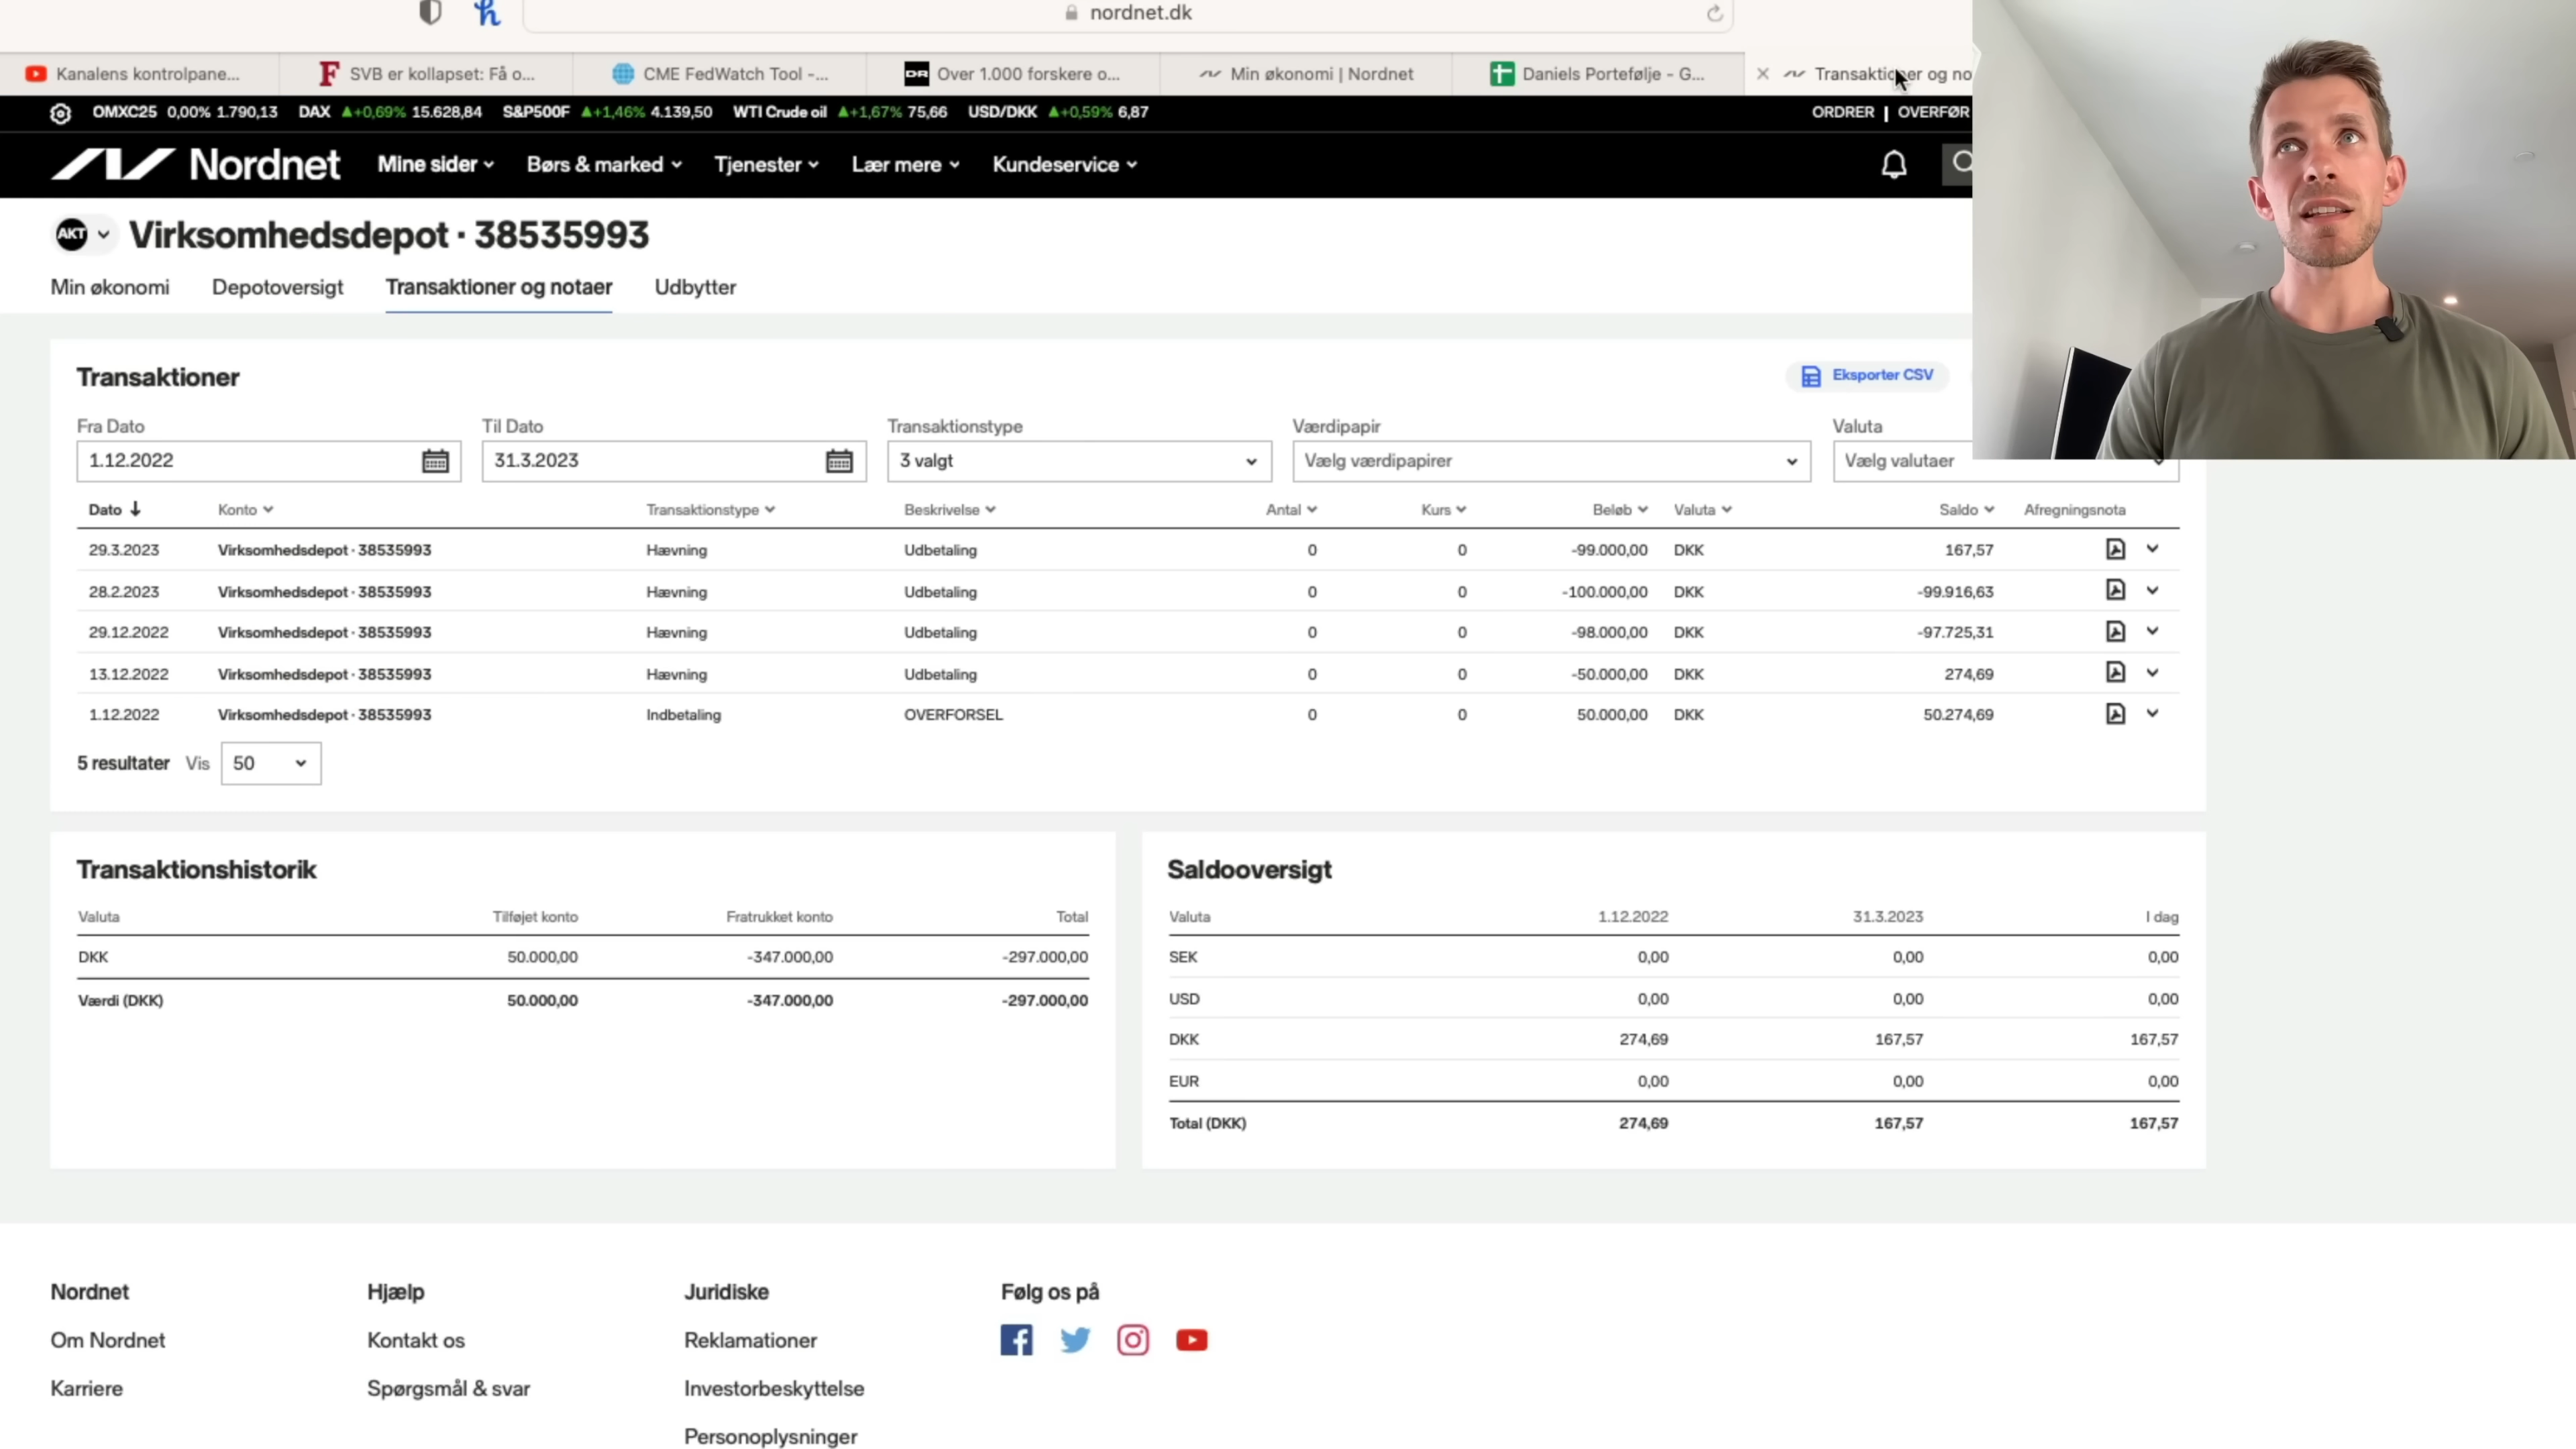 nordnet.dk
Kanalens kontrolpane... SVB er kollapset: Få o... CME FedWatch Tool -... DR Over 1.000 forskere o... Min økonomi | Nordnet Daniels Portefølje - G... Transaktioner og no
OMXC25 0,00% 1.790,13 DAX ▲+0,69% 15.628,84 S&P500F ▲+1,46% 4.139,50 WTI Crude oil ▲+1,67% 75,66 USD/DKK ▲+0,59% 6,87 ORDRER | OVERFØR
Nordnet Mine sider Børs & marked Tjenester Lær mere Kundeservice
AKT Virksomhedsdepot · 38535993
Min økonomi Depotoversigt Transaktioner og notaer Udbytter
Transaktioner Eksporter CSV
Fra Dato Til Dato Transaktionstype Værdipapir Valuta
1.12.2022 31.3.2023 3 valgt Vælg værdipapirer Vælg valutaer
Dato Konto Transaktionstype Beskrivelse Antal Kurs Beløb Valuta Saldo Afregningsnota
29.3.2023 Virksomhedsdepot · 38535993 Hævning Udbetaling 0 0 -99.000,00 DKK 167,57
28.2.2023 Virksomhedsdepot · 38535993 Hævning Udbetaling 0 0 -100.000,00 DKK -99.916,63
29.12.2022 Virksomhedsdepot · 38535993 Hævning Udbetaling 0 0 -98.000,00 DKK -97.725,31
13.12.2022 Virksomhedsdepot · 38535993 Hævning Udbetaling 0 0 -50.000,00 DKK 274,69
1.12.2022 Virksomhedsdepot · 38535993 Indbetaling OVERFORSEL 0 0 50.000,00 DKK 50.274,69
5 resultater Vis 50
Transaktionshistorik
Valuta Tilføjet konto Fratrukket konto Total
DKK 50.000,00 -347.000,00 -297.000,00
Værdi (DKK) 50.000,00 -347.000,00 -297.000,00
Saldooversigt
Valuta 1.12.2022 31.3.2023 I dag
SEK 0,00 0,00 0,00
USD 0,00 0,00 0,00
DKK 274,69 167,57 167,57
EUR 0,00 0,00 0,00
Total (DKK) 274,69 167,57 167,57
Nordnet Hjælp Juridiske Følg os på
Om Nordnet Kontakt os Reklamationer
Karriere Spørgsmål & svar Investorbeskyttelse
Personoplysninger